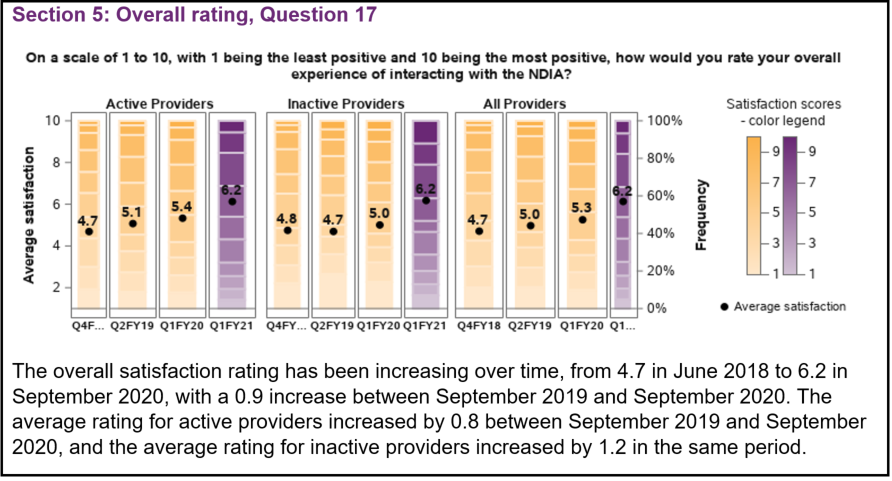 Section 5: Overall rating, Question 17
On a scale of 1 to 10, with 1 being the least positive and 10 being the most positive, how would you rate your overall
experience of interacting with the NDIA?
Active Providers Inactive Providers All Providers
Satisfaction scores
- color legend
Average satisfaction
10
8
6
4
2
4.7 5.1 5.4 6.2
4.8 4.7 5.0 6.2
4.7 5.0 5.3 6.2
100%
80%
60%
40%
20%
0%
Frequency
9 9
7 7
5 5
3 3
1 1
Average satisfaction
Q4F... Q2FY19 Q1FY20 Q1FY21 Q4FY... Q2FY19 Q1FY20 Q1FY21 Q4FY18 Q2FY19 Q1FY20 Q1...
The overall satisfaction rating has been increasing over time, from 4.7 in June 2018 to 6.2 in
September 2020, with a 0.9 increase between September 2019 and September 2020. The
average rating for active providers increased by 0.8 between September 2019 and September
2020, and the average rating for inactive providers increased by 1.2 in the same period.